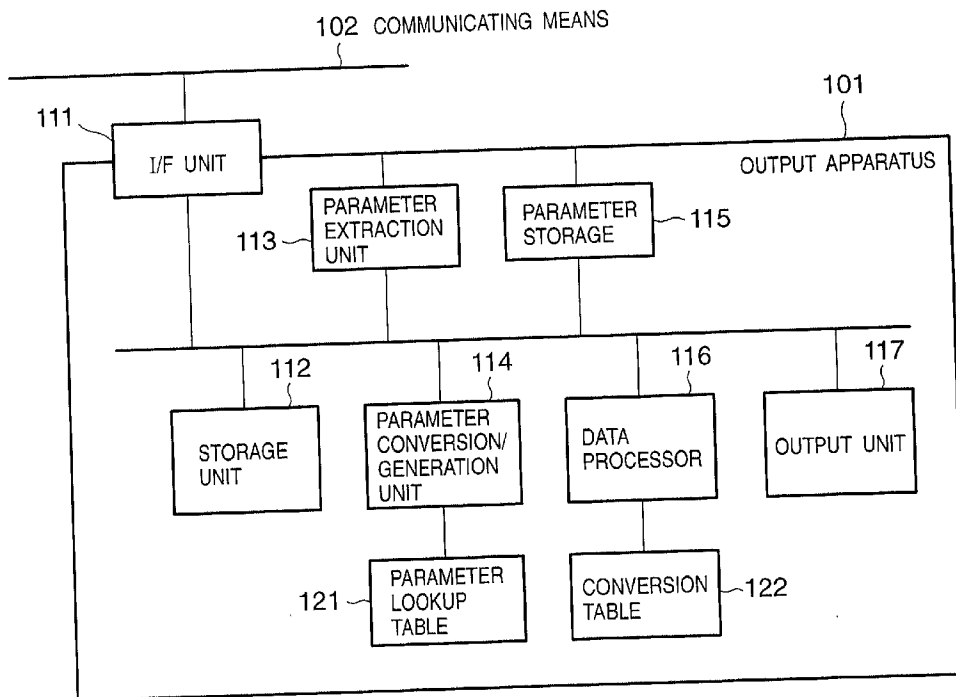 102 COMMUNICATING MEANS
101
111
I/F UNIT
OUTPUT APPARATUS
PARAMETER
EXTRACTION
UNIT
113
PARAMETER
STORAGE
115
112
STORAGE
UNIT
114
PARAMETER
CONVERSION/
GENERATION
UNIT
116
DATA
PROCESSOR
117
OUTPUT UNIT
121
PARAMETER
LOOKUP
TABLE
CONVERSION
TABLE
122